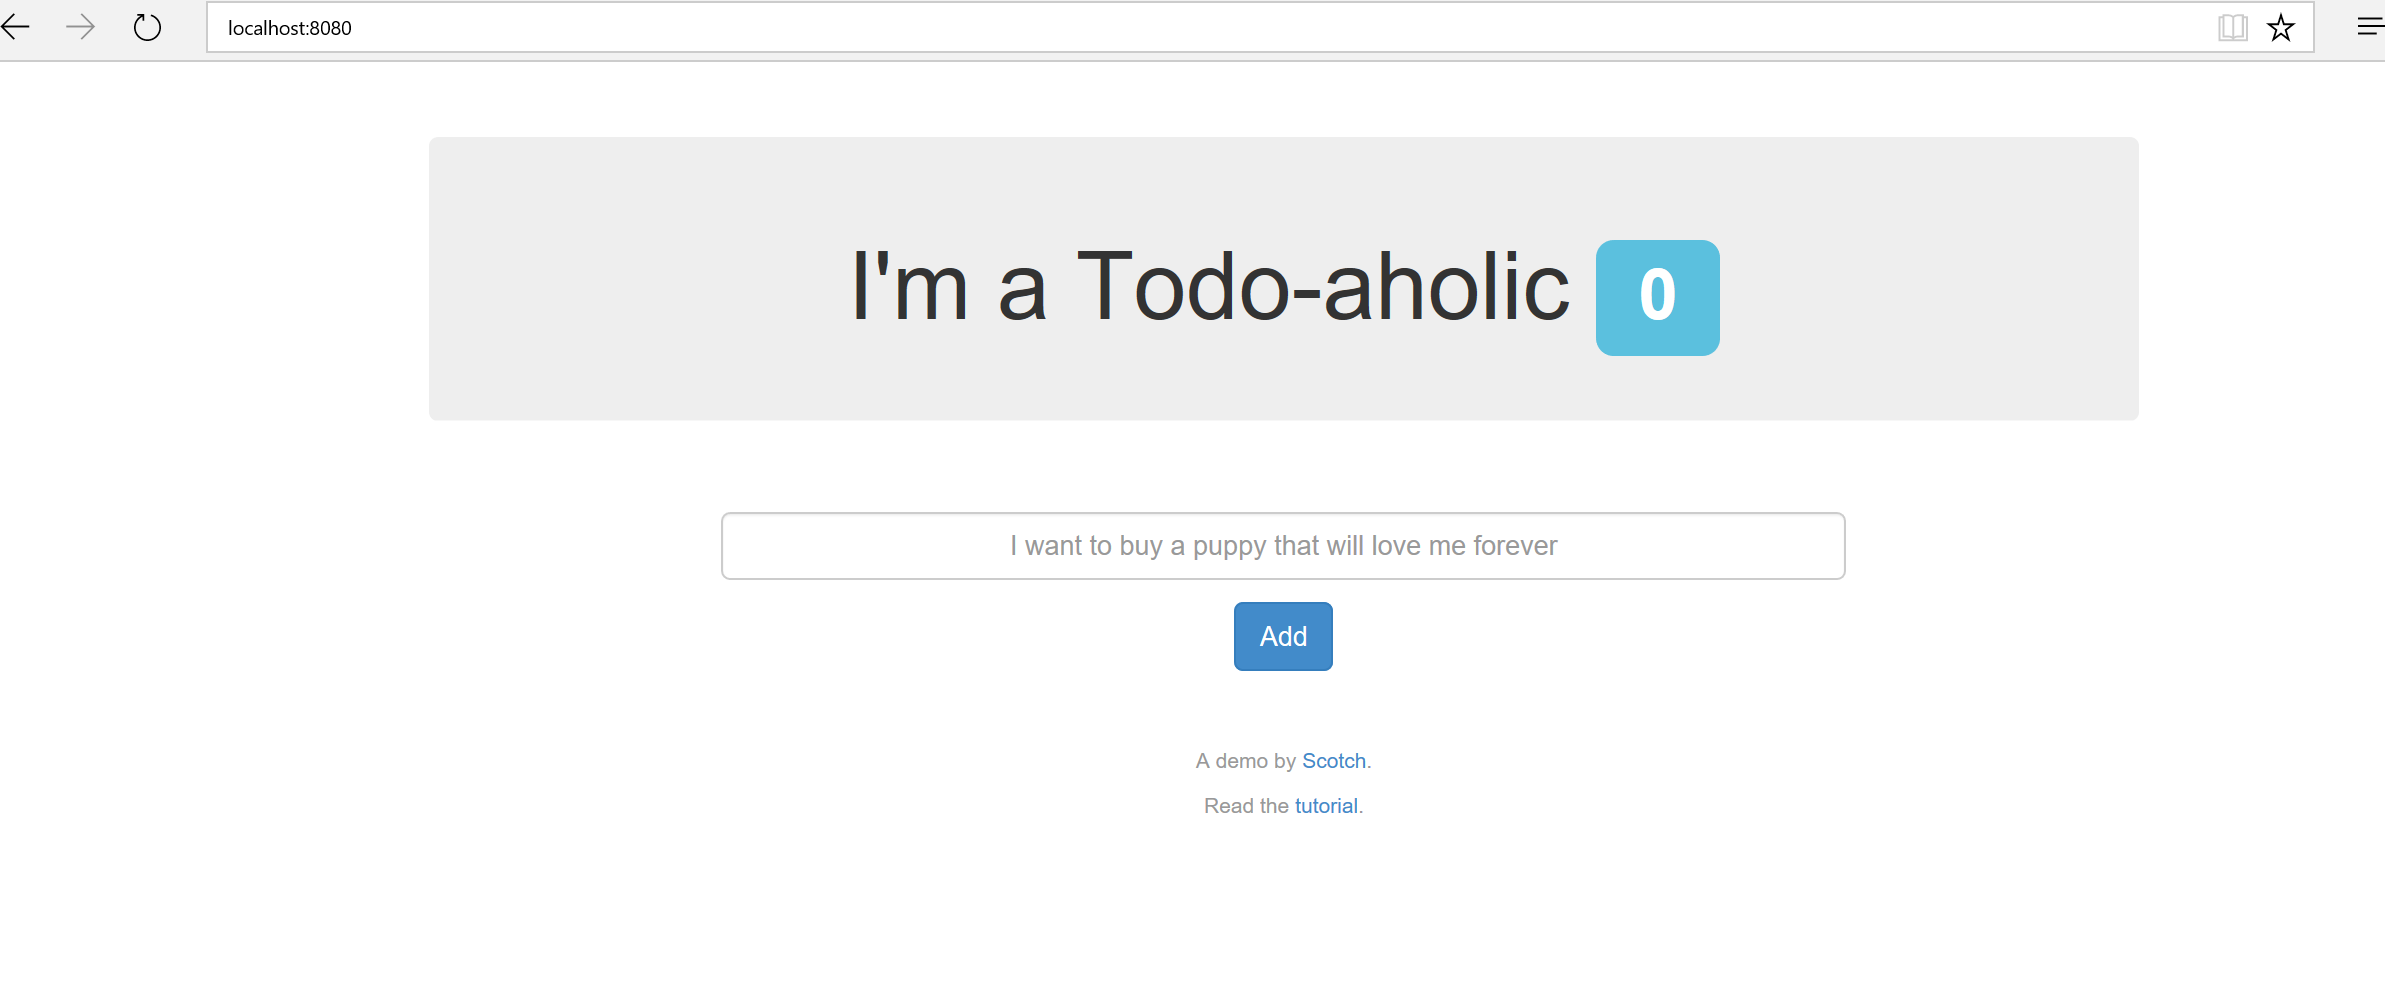 localhost:8080
I'm a Todo-aholic 0
I want to buy a puppy that will love me forever
Add
A demo by Scotch.
Read the tutorial.